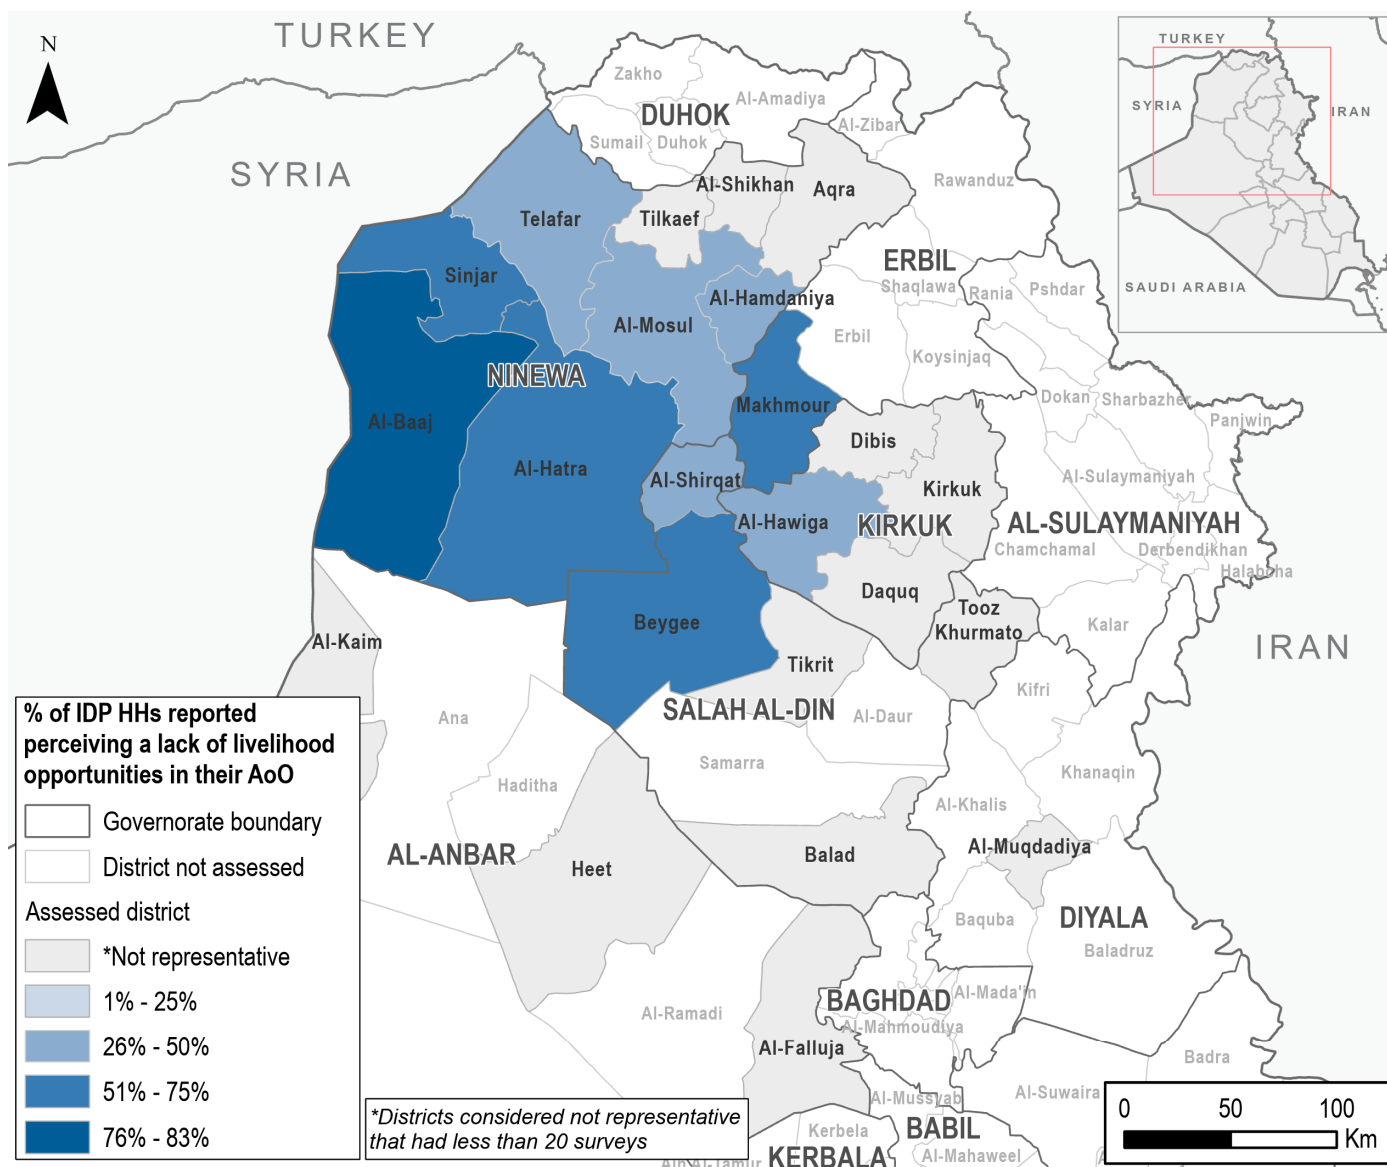 TURKEY
N
SYRIA
Zakho
Al-Amadiya
DUHOK
Al-Zibar
Sumail
Duhok
Al-Shikhan
Aqra
Rawanduz
Telafar
Tilkaef
ERBIL
Shaqlawa
Rania
Pshdar
Sinjar
Al-Hamdaniya
Al-Mosul
Erbil
Koysinjaq
NINEWA
Makhmour
Dokan
Sharbazher
Panjwin
Al-Baaj
Dibis
Al-Hatra
Al-Shirqat
Kirkuk
Al-Sulaymaniyah
Al-Hawiga
KIRKUK
AL-SULAYMANIYAH
Chamchamal
Derbendikhan
Halabcha
Daquq
Tooz
Khurmato
Beygee
Kalar
Al-Kaim
Tikrit
IRAN
Kifri
SALAH AL-DIN
Al-Daur
Ana
Samarra
Khanaqin
Haditha
Al-Khalis
AL-ANBAR
Balad
Al-Muqdadiya
Heet
Baquba
DIYALA
Baladruz
BAGHDAD
Al-Mada'in
Al-Ramadi
Al-Mahmoudiya
Al-Falluja
Badra
Al-Mussyab
Al-Suwaira
Kerbela
BABIL
KERBALA
Al-Mahaweel
Ain Al-Tamur
TURKEY
SYRIA
IRAN
SAUDI ARABIA
% of IDP HHs reported
perceiving a lack of livelihood
opportunities in their AoO
Governorate boundary
District not assessed
Assessed district
*Not representative
1% - 25%
26% - 50%
51% - 75%
76% - 83%
*Districts considered not representative
that had less than 20 surveys
0 50 100
Km